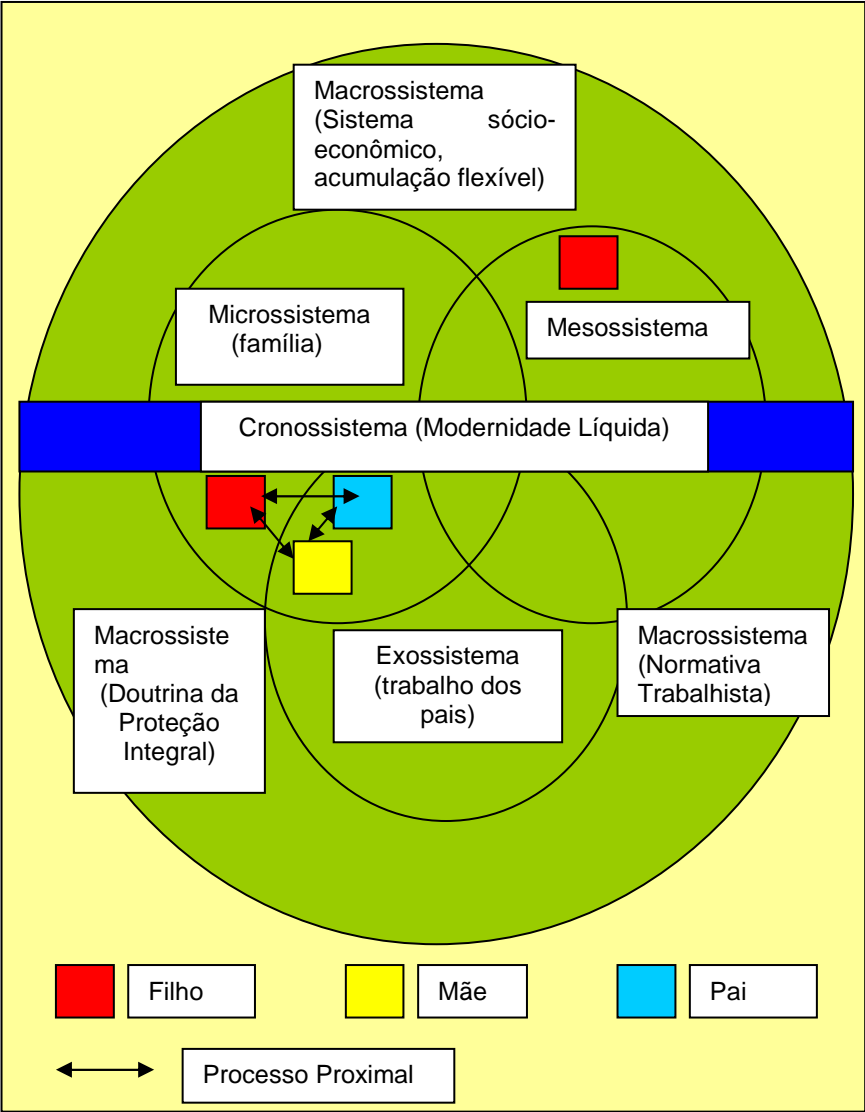 Macrossistema
(Sistema sócio-
econômico,
acumulação flexível)
Microssistema
(família)
Mesossistema
Cronossistema (Modernidade Líquida)
Macrossiste
ma
(Doutrina da
Proteção
Integral)
Exossistema
(trabalho dos
pais)
Macrossistema
(Normativa
Trabalhista)
Filho
Mãe
Pai
Processo Proximal